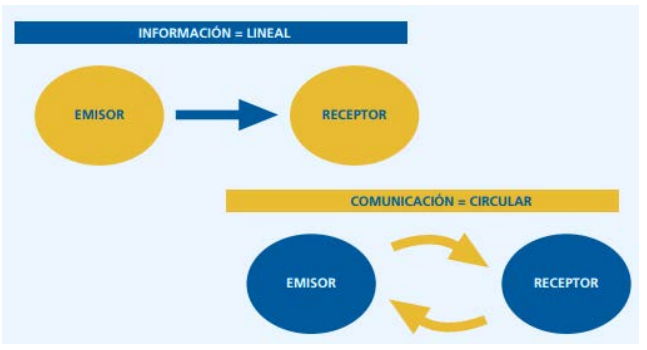 INFORMACIÓN = LINEAL
EMISOR
RECEPTOR
COMUNICACIÓN = CIRCULAR
EMISOR
RECEPTOR